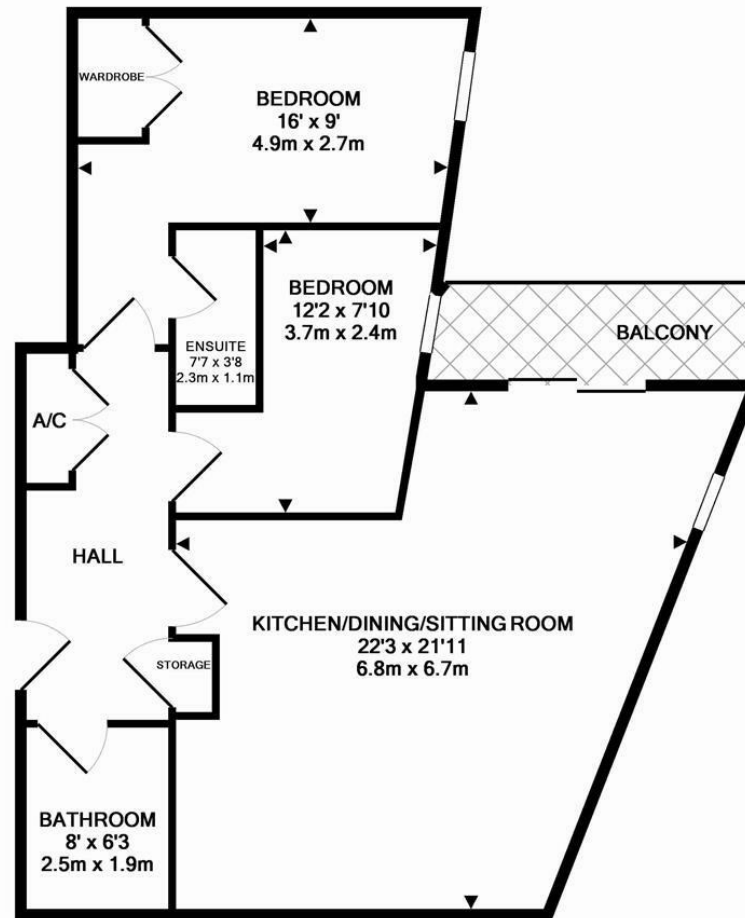 WARDROBE
BEDROOM
16' x 9'
4.9m x 2.7m
BEDROOM
12'2 x 7'10
3.7m x 2.4m
BALCONY
ENSUITE
7'7 x 3'8
2.3m x 1.1m
A/C
HALL
KITCHEN/DINING/SITTING ROOM
22'3 x 21'11
6.8m x 6.7m
STORAGE
BATHROOM
8' x 6'3
2.5m x 1.9m